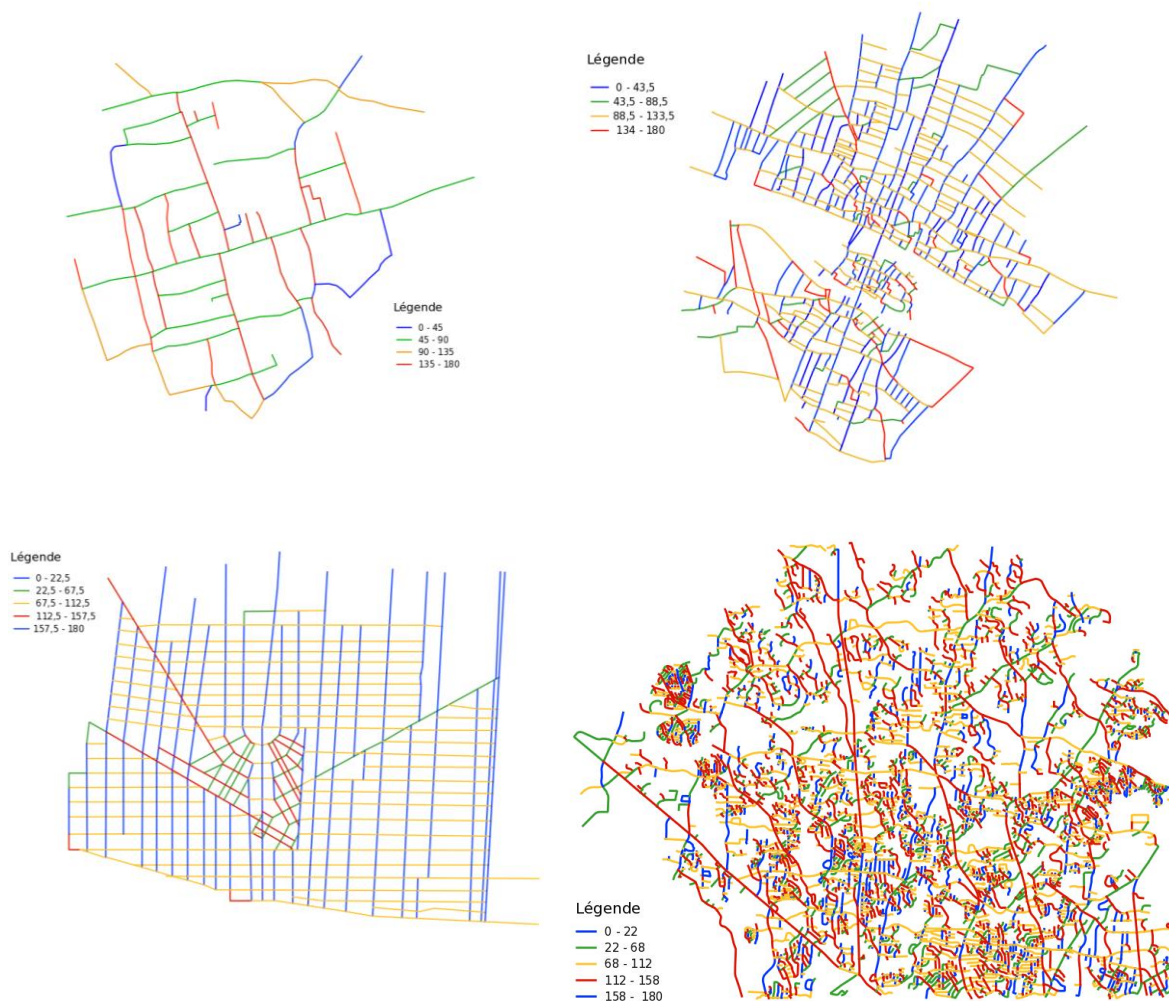 Légende
0 - 45
45 - 90
90 - 135
135 - 180
Légende
0 - 43,5
43,5 - 88,5
88,5 - 133,5
134 - 180
Légende
0 - 22,5
22,5 - 67,5
67,5 - 112,5
112,5 - 157,5
157,5 - 180
Légende
0 - 22
22 - 68
68 - 112
112 - 158
158 - 180